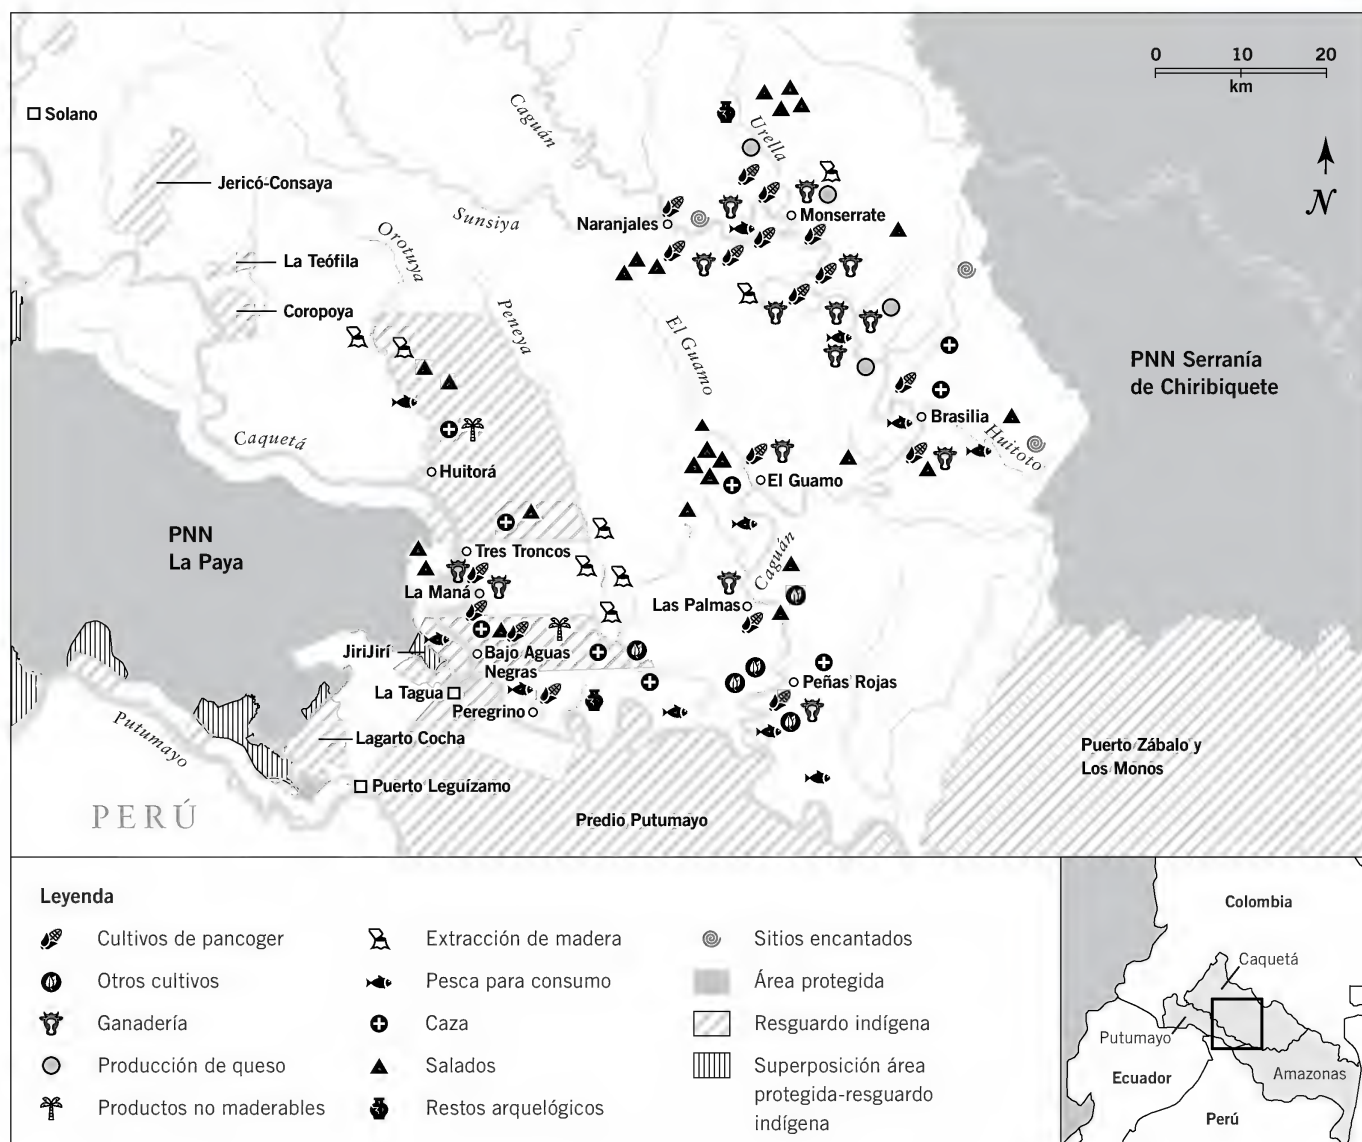 0 10 20
km
Solano
Caguán
Urella
N
Jericó-Consaya
Sunsiya
Naranjales
Monserrate
Orotuya
La Teófila
Coropoya
Peneya
El Guamo
PNN Serranía
de Chiribiquete
Caquetá
Brasilia
Huitoto
Huitorá
El Guamo
PNN
La Paya
Tres Troncos
Caguán
La Maná
Las Palmas
JiriJirí
Bajo Aguas
Negras
La Tagua
Peñas Rojas
Peregrino
Putumayo
Lagarto Cocha
Puerto Zábalo y
Los Monos
Puerto Leguízamo
PERÚ
Predio Putumayo
Leyenda
Cultivos de pancoger
Otros cultivos
Ganadería
Producción de queso
Productos no maderables
Extracción de madera
Pesca para consumo
Caza
Salados
Restos arquelógicos
Sitios encantados
Área protegida
Resguardo indígena
Superposición área
protegida-resguardo
indígena
Colombia
Caquetá
Putumayo
Ecuador
Amazonas
Perú